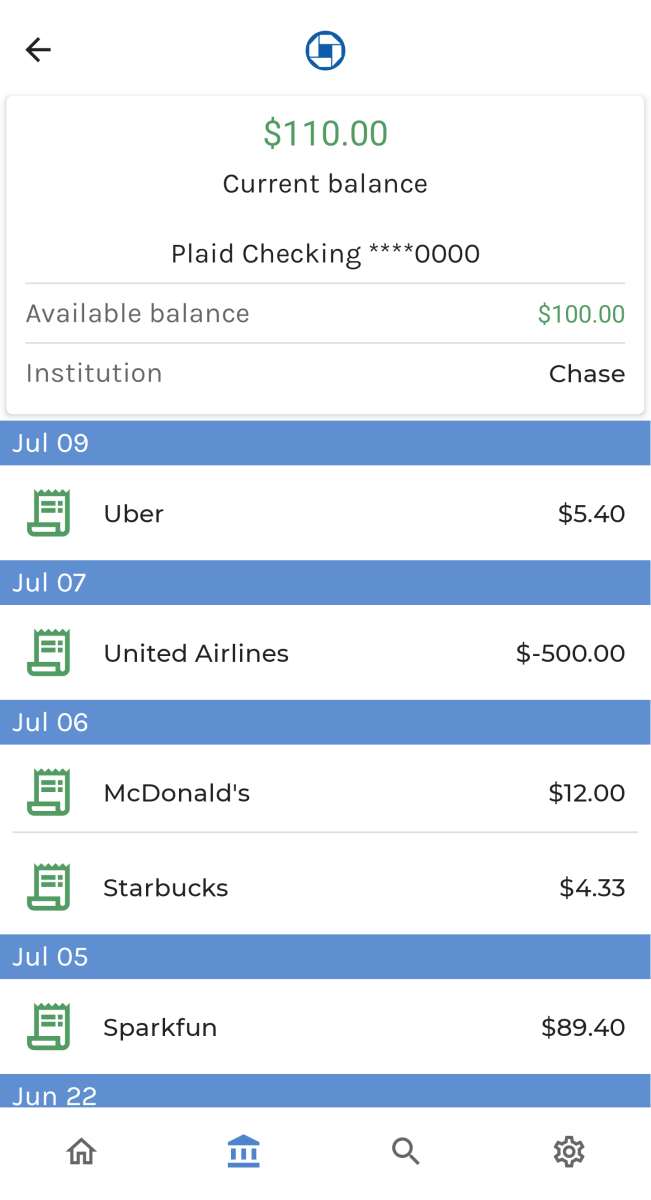 $110.00
Current balance
Plaid Checking ****0000
Available balance $100.00
Institution Chase
Jul 09
Uber $5.40
Jul 07
United Airlines $-500.00
Jul 06
McDonald's $12.00
Starbucks $4.33
Jul 05
Sparkfun $89.40
Jun 22